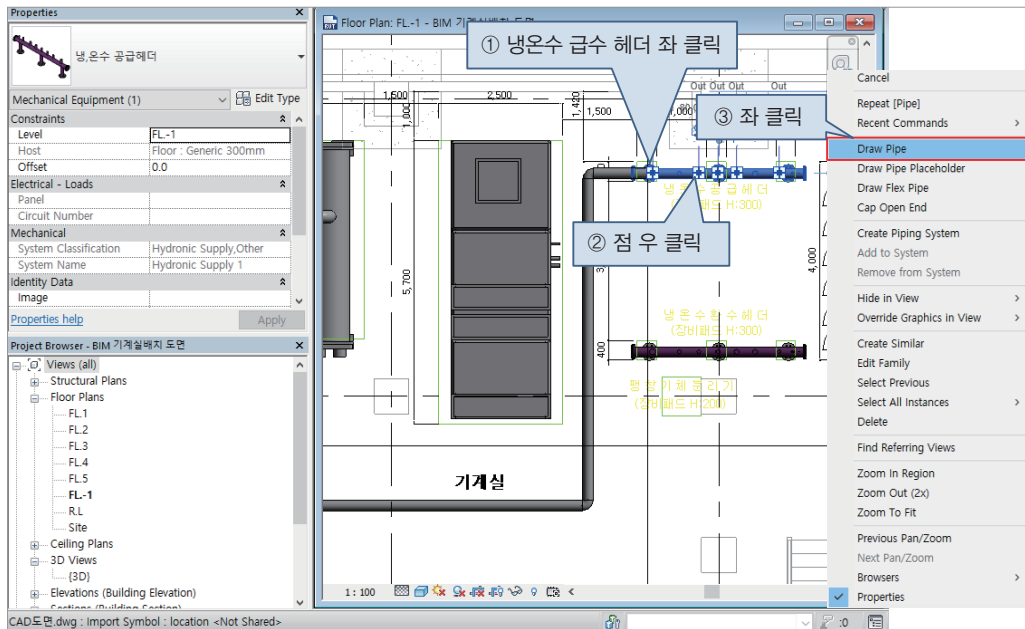 Properties
냉,온수 공급헤더
Mechanical Equipment (1)
Edit Type
Constraints
Level
FL.-1
Host
Floor : Generic 300mm
Offset
0.0
Electrical - Loads
Panel
Circuit Number
Mechanical
System Classification
Hydronic Supply,Other
System Name
Hydronic Supply 1
Identity Data
Image
Properties help
Apply
Project Browser - BIM 기계실배치 도면
Views (all)
Structural Plans
Floor Plans
FL.1
FL.2
FL.3
FL.4
FL.5
FL.-1
R.L
Site
Ceiling Plans
3D Views
{3D}
Elevations (Building Elevation)
Sections (Building Section)
CAD도면.dwg : Import Symbol : location <Not Shared>
Floor Plan: FL.-1 - BIM 기계실배치 도면
① 냉온수 급수 헤더 좌 클릭
② 점 우 클릭
③ 좌 클릭
Out Out Out
Out
1,500
2,500
1,420
1,500
1,000
5,700
4,000
400
냉온수공급헤더
(장비패드 H:300)
냉온수환수헤더
(장비패드 H:300)
팽창기체분리기
(장비패드 H:200)
기계실
1 : 100
Cancel
Repeat [Pipe]
Recent Commands
Draw Pipe
Draw Pipe Placeholder
Draw Flex Pipe
Cap Open End
Create Piping System
Add to System
Remove from System
Hide in View
Override Graphics in View
Create Similar
Edit Family
Select Previous
Select All Instances
Delete
Find Referring Views
Zoom In Region
Zoom Out (2x)
Zoom To Fit
Previous Pan/Zoom
Next Pan/Zoom
Browsers
Properties
:0